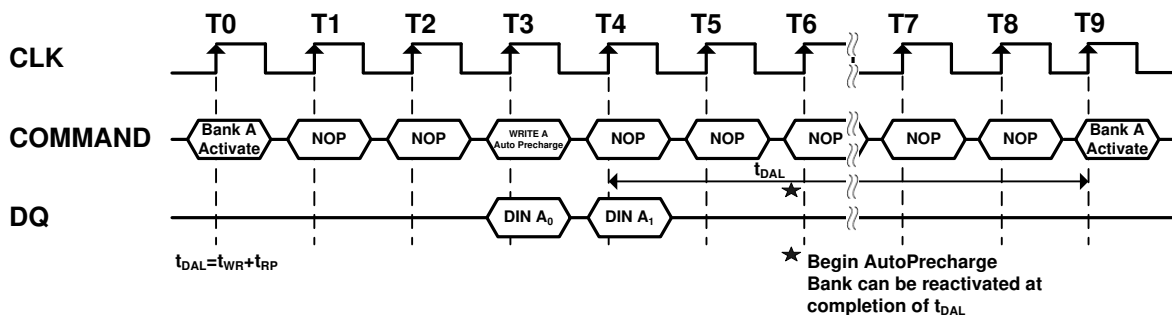 T0 T1 T2 T3 T4 T5 T6 T7 T8 T9
CLK
COMMAND
Bank A
Activate
NOP
NOP
WRITE A
Auto Precharge
NOP
NOP
NOP
NOP
NOP
Bank A
Activate
tDAL
DQ
DIN A0
DIN A1
tDAL=tWR+tRP
Begin AutoPrecharge
Bank can be reactivated at
completion of tDAL